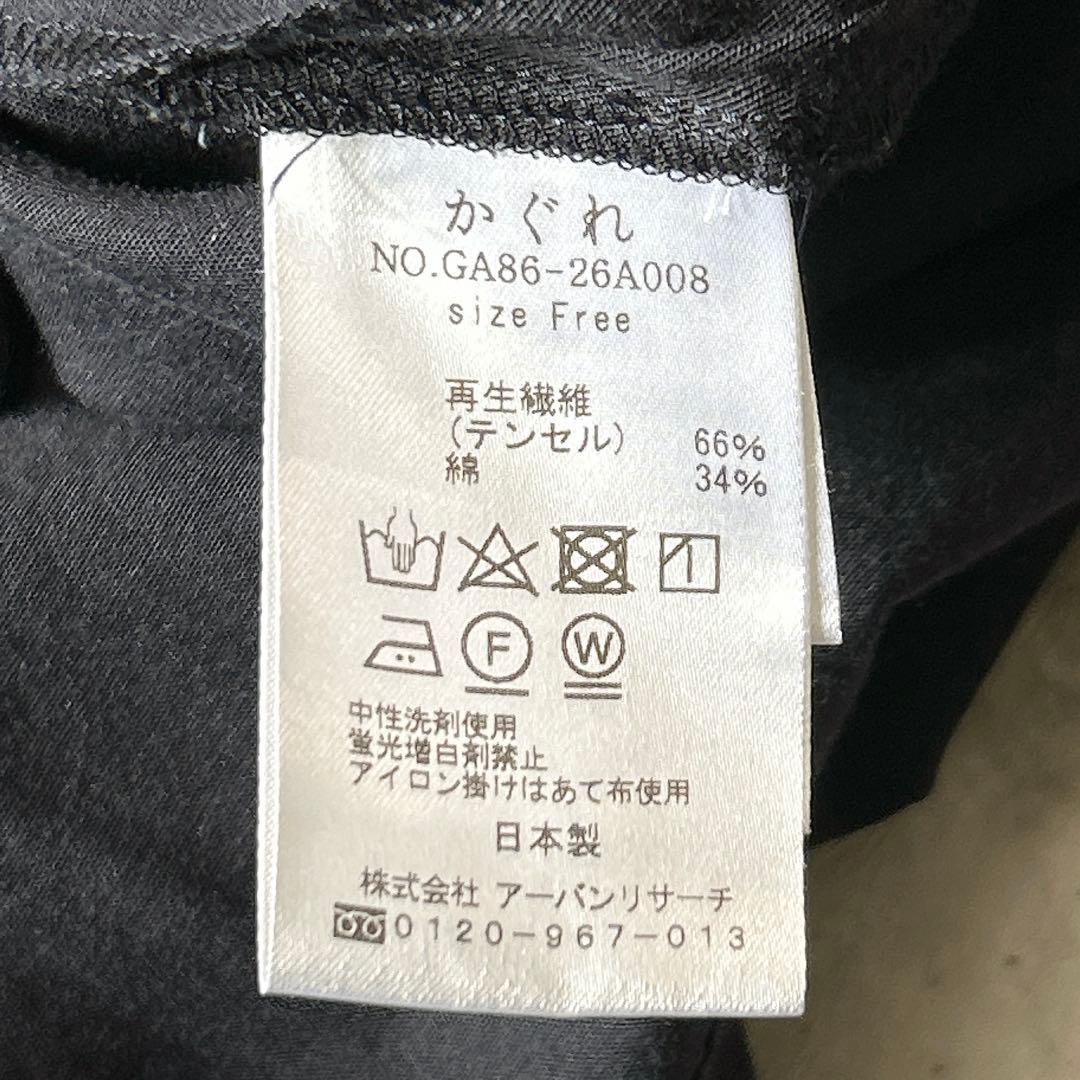 かぐれ
NO.GA86-26A008
size Free
再生繊維
(テンセル) 66%
綿 34%
F W
中性洗剤使用
蛍光増白剤禁止
アイロン掛けはあて布使用
日本製
株式会社 アーバンリサーチ
0120-967-013